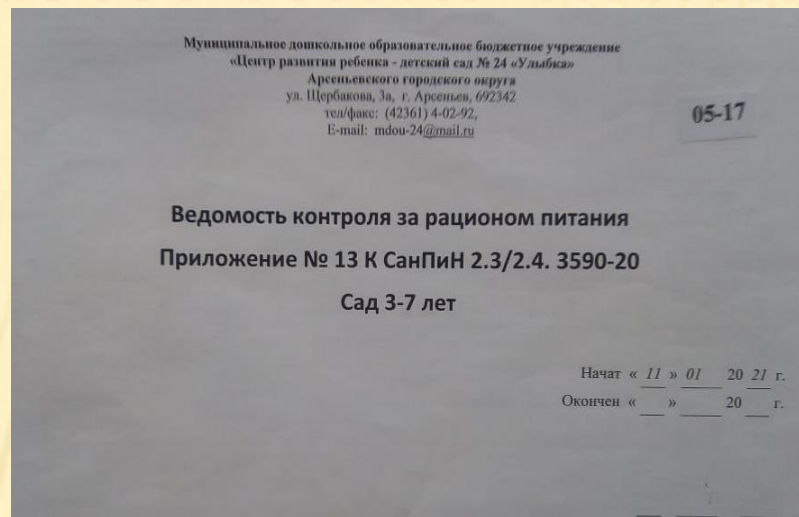 Муниципальное дошкольное образовательное бюджетное учреждение
«Центр развития ребенка - детский сад № 24 «Улыбка»
Арсеньевского городского округа
ул. Щербакова, 3а, г. Арсеньев, 692342
тел/факс: (42361) 4-02-92,
E-mail: mdou-24@mail.ru
05-17
Ведомость контроля за рационом питания
Приложение № 13 К СанПиН 2.3/2.4. 3590-20
Сад 3-7 лет
Начат « 11 » 01 20 21 г.
Окончен « ___ » _____ 20 ___ г.